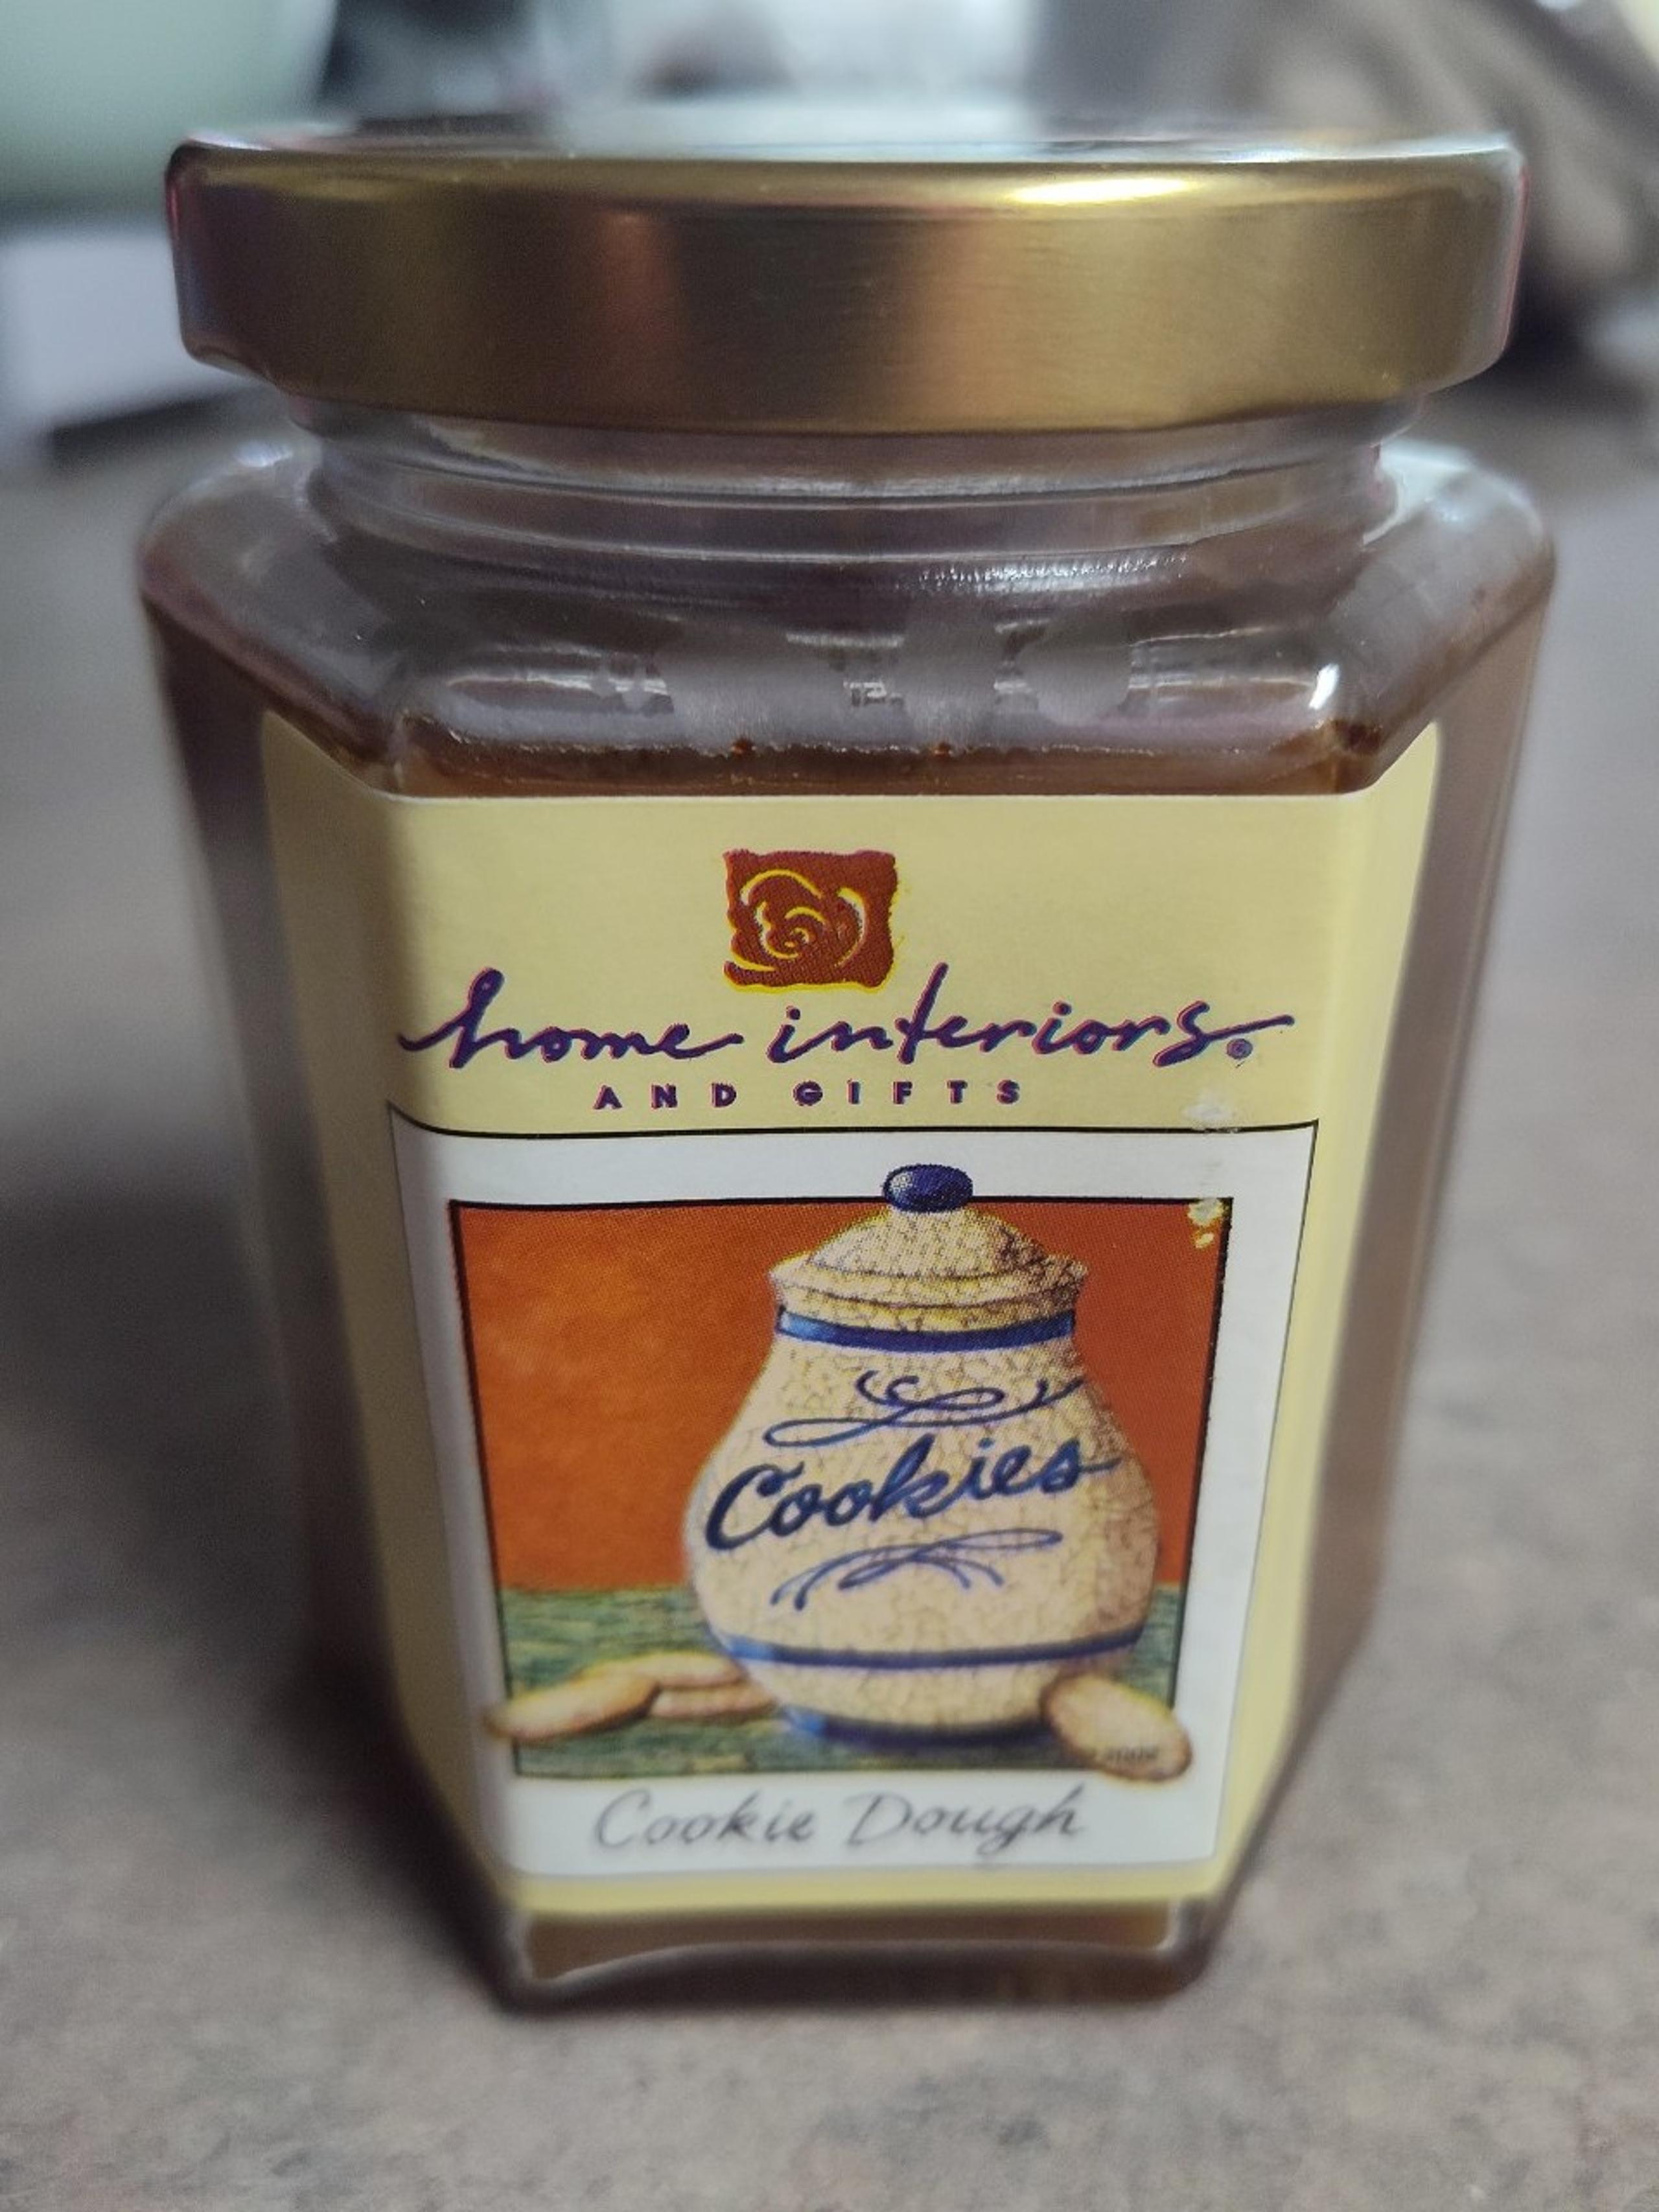 home interiors®
AND GIFTS
Cookies
Cookie Dough